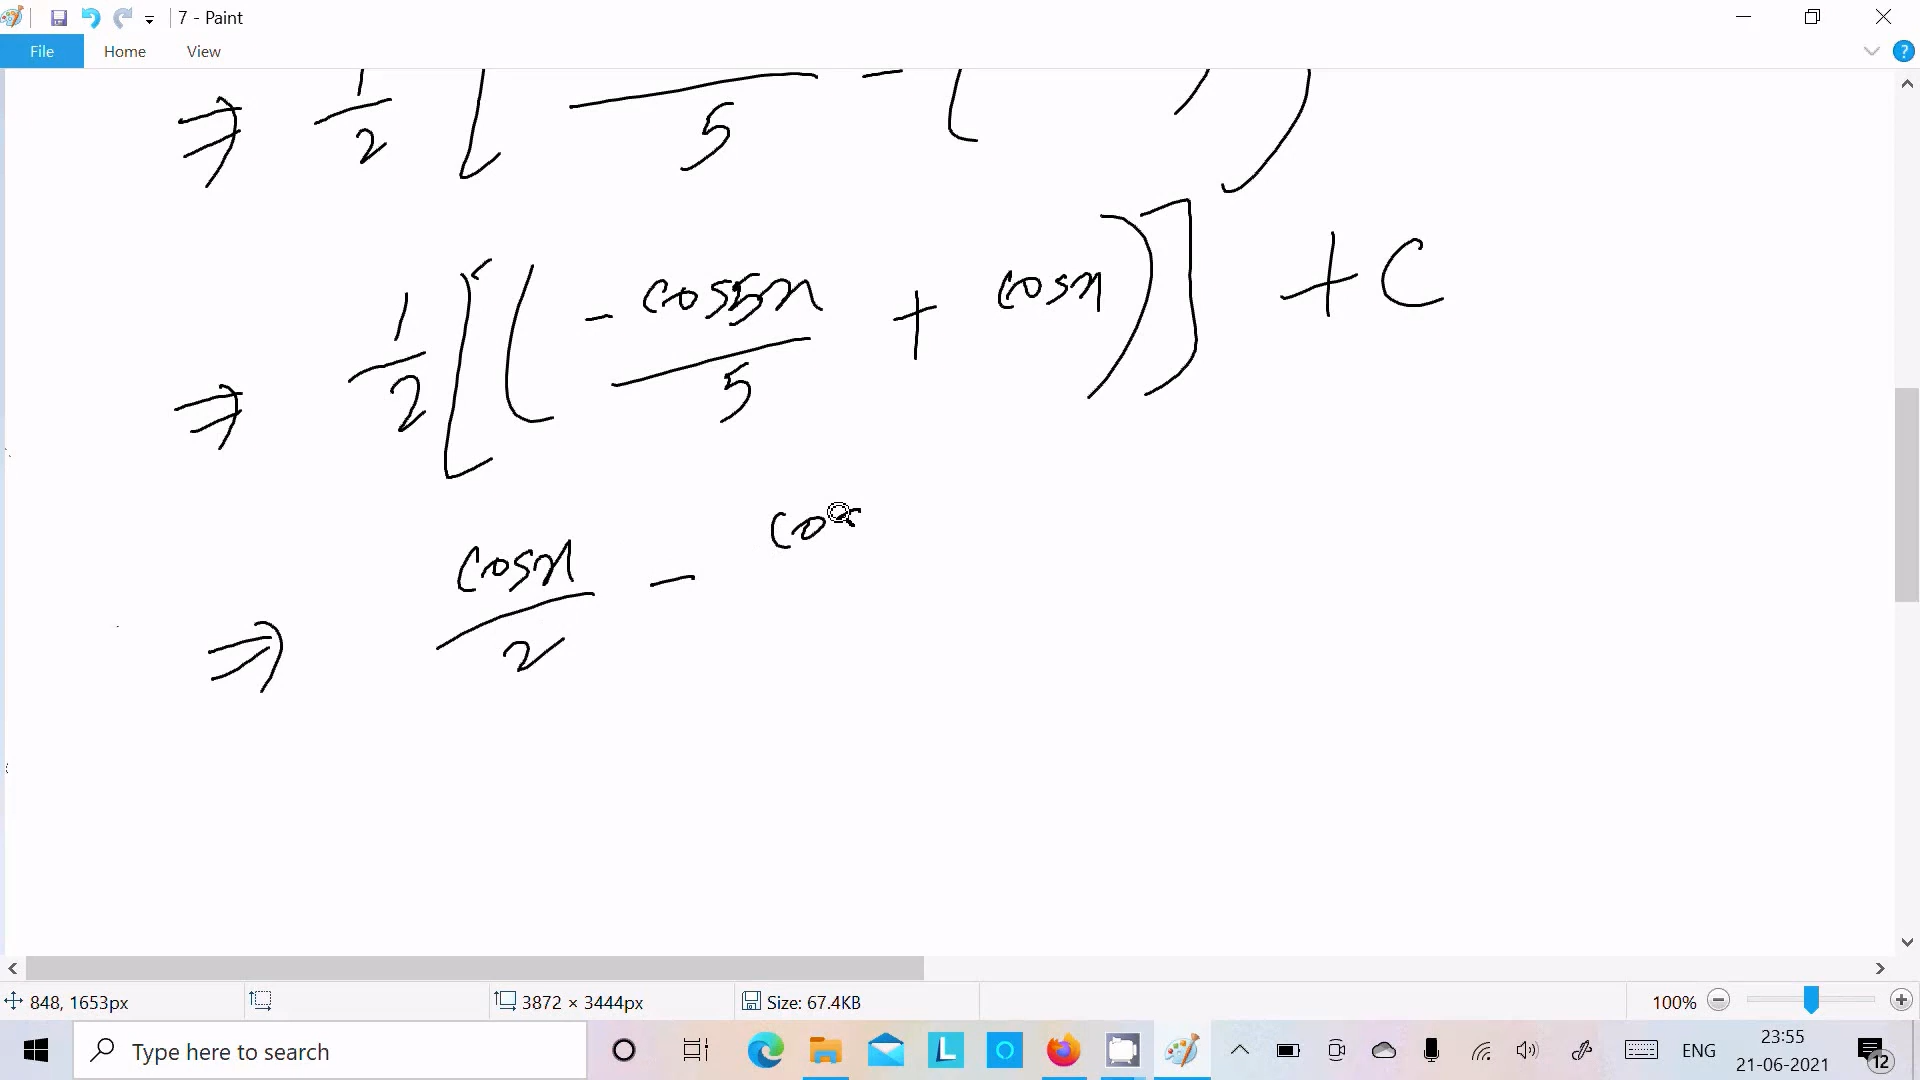 7 - Paint
File Home View
⇒ 1/2 [ /5 - ( ) )
⇒ 1/2 [ ( -cos5x/5 + cosx ) ] + C
⇒ cosx/2 - cos
848, 1653px 3872 × 3444px Size: 67.4KB 100%
Type here to search ENG 23:55
21-06-2021 12